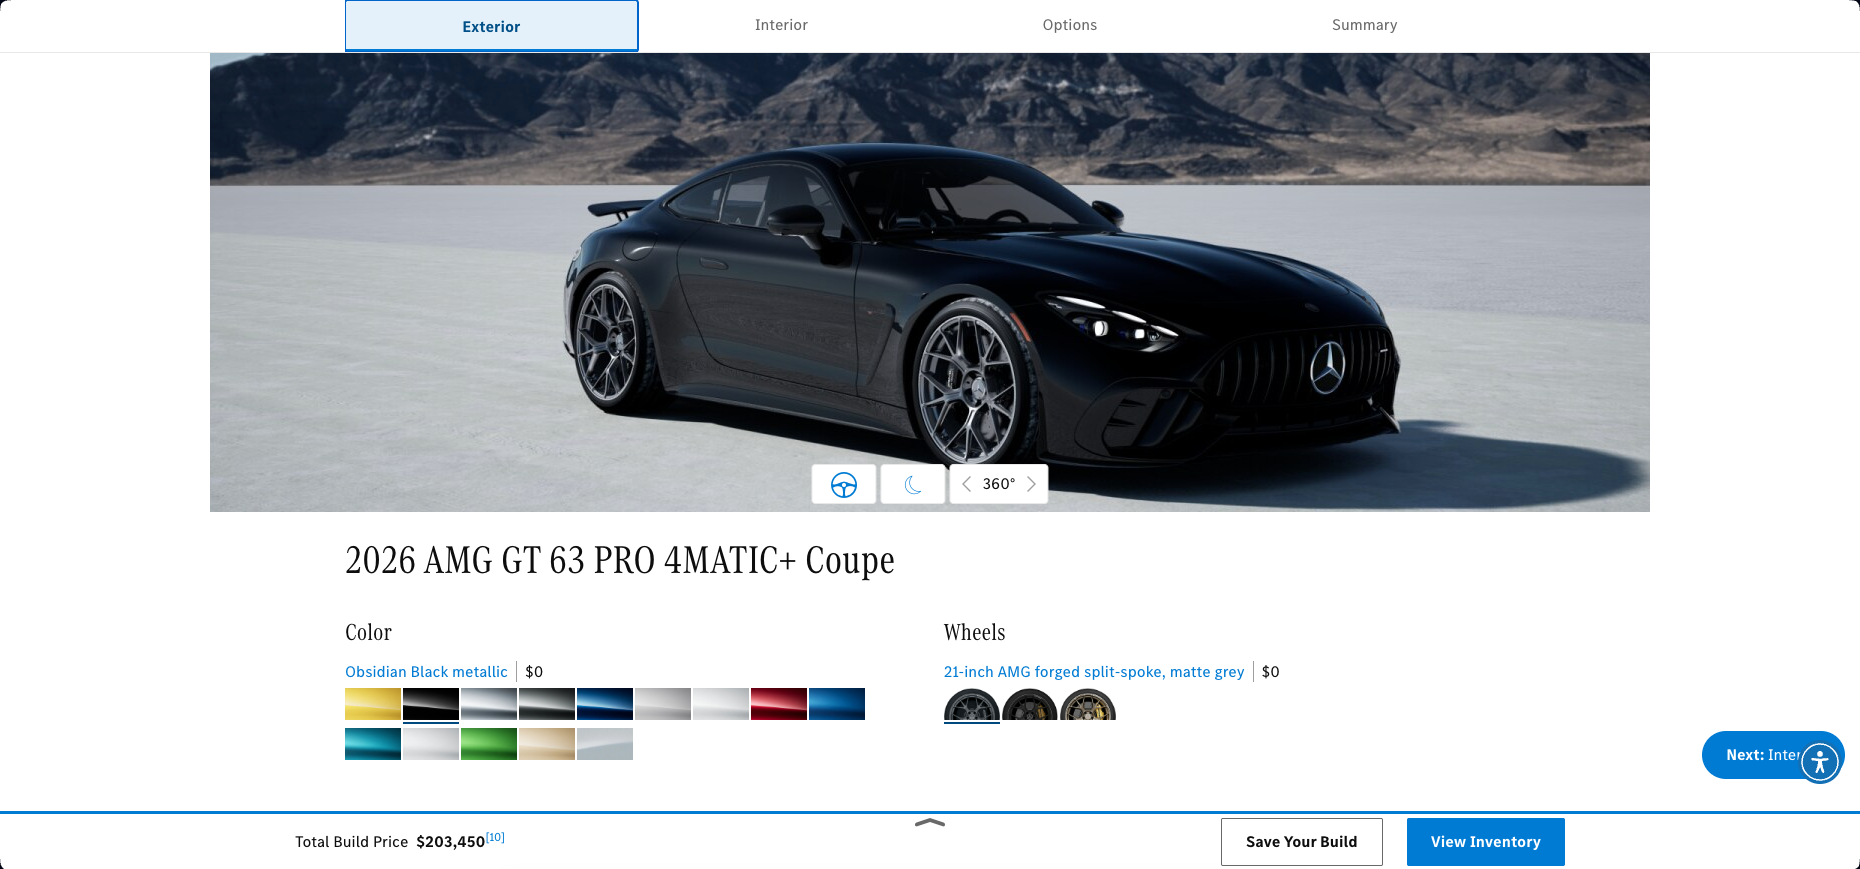 Exterior
Interior
Options
Summary
360°
2026 AMG GT 63 PRO 4MATIC+ Coupe
Color
Obsidian Black metallic $0
Wheels
21-inch AMG forged split-spoke, matte grey $0
Next: Inter
Total Build Price $203,450[10]
Save Your Build
View Inventory